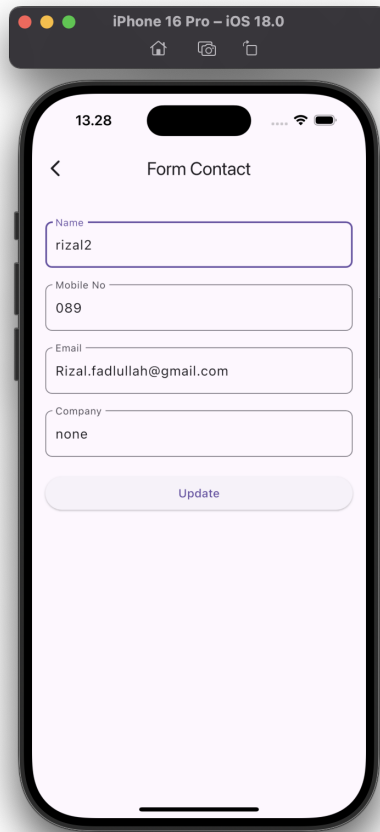 iPhone 16 Pro – iOS 18.0
13.28
Form Contact
Name
rizal2
Mobile No
089
Email
Rizal.fadlullah@gmail.com
Company
none
Update